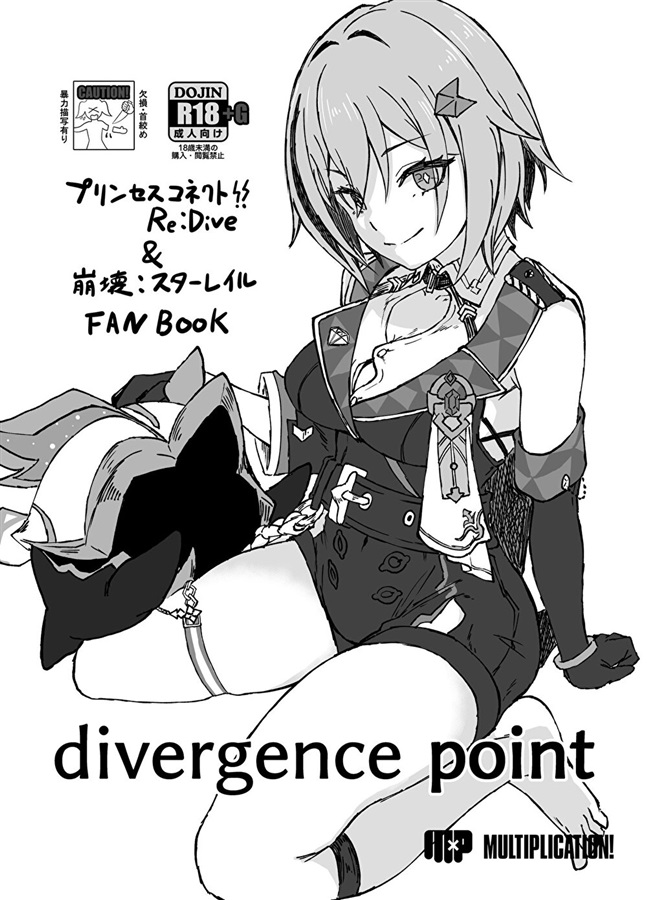 CAUTION!
欠損・首絞め
暴力描写有り
DOJIN
R18+G
成人向け
18歳未満の
購入・閲覧禁止
プリンセスコネクト!!
Re:Dive
&
崩壊:スターレイル
FAN BOOK
divergence point
MP MULTIPLICATION!